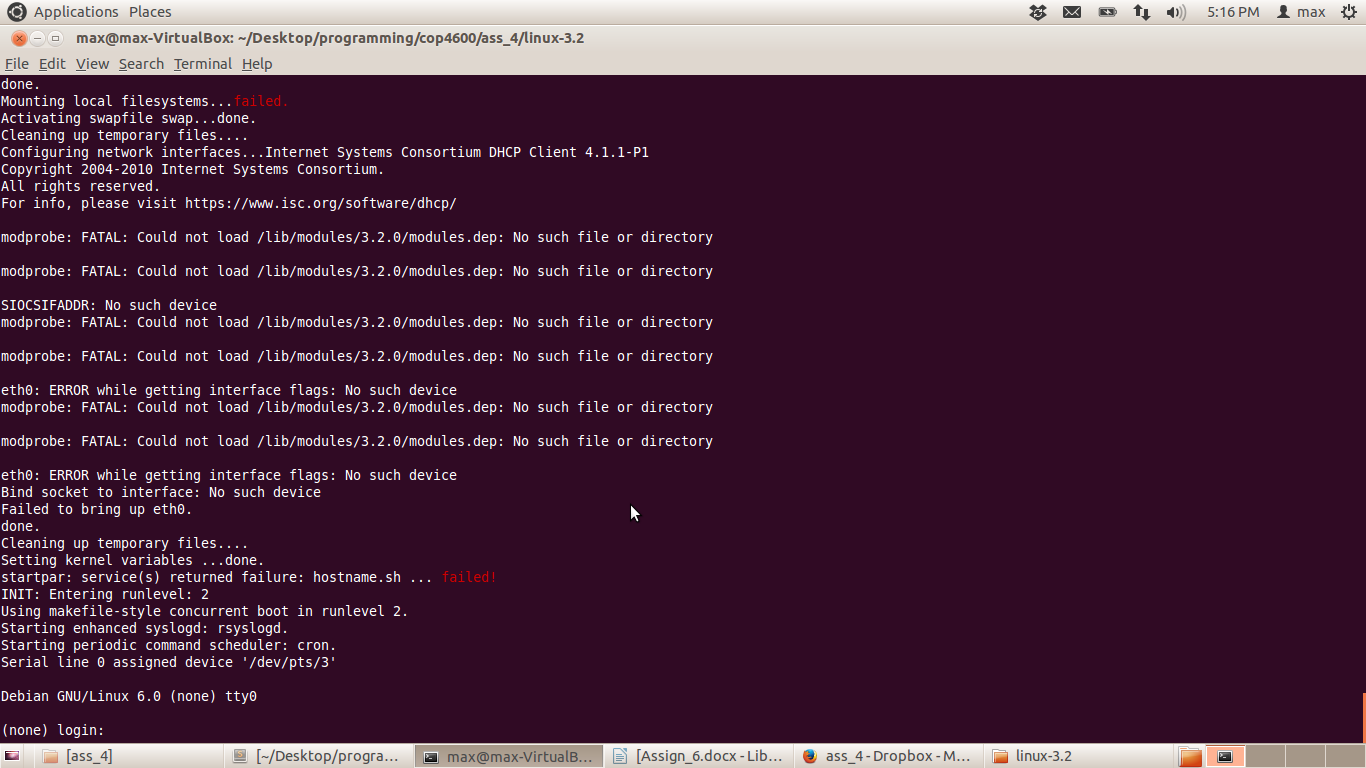 Applications Places 5:16 PM max
max@max-VirtualBox: ~/Desktop/programming/cop4600/ass_4/linux-3.2
File Edit View Search Terminal Help
done.
Mounting local filesystems...failed.
Activating swapfile swap...done.
Cleaning up temporary files....
Configuring network interfaces...Internet Systems Consortium DHCP Client 4.1.1-P1
Copyright 2004-2010 Internet Systems Consortium.
All rights reserved.
For info, please visit https://www.isc.org/software/dhcp/
modprobe: FATAL: Could not load /lib/modules/3.2.0/modules.dep: No such file or directory
modprobe: FATAL: Could not load /lib/modules/3.2.0/modules.dep: No such file or directory
SIOCSIFADDR: No such device
modprobe: FATAL: Could not load /lib/modules/3.2.0/modules.dep: No such file or directory
modprobe: FATAL: Could not load /lib/modules/3.2.0/modules.dep: No such file or directory
eth0: ERROR while getting interface flags: No such device
modprobe: FATAL: Could not load /lib/modules/3.2.0/modules.dep: No such file or directory
modprobe: FATAL: Could not load /lib/modules/3.2.0/modules.dep: No such file or directory
eth0: ERROR while getting interface flags: No such device
Bind socket to interface: No such device
Failed to bring up eth0.
done.
Cleaning up temporary files....
Setting kernel variables ...done.
startpar: service(s) returned failure: hostname.sh ... failed!
INIT: Entering runlevel: 2
Using makefile-style concurrent boot in runlevel 2.
Starting enhanced syslogd: rsyslogd.
Starting periodic command scheduler: cron.
Serial line 0 assigned device '/dev/pts/3'
Debian GNU/Linux 6.0 (none) tty0
(none) login:
[ass_4] [~/Desktop/progra... max@max-VirtualB... [Assign_6.docx - Lib... ass_4 - Dropbox - M... linux-3.2